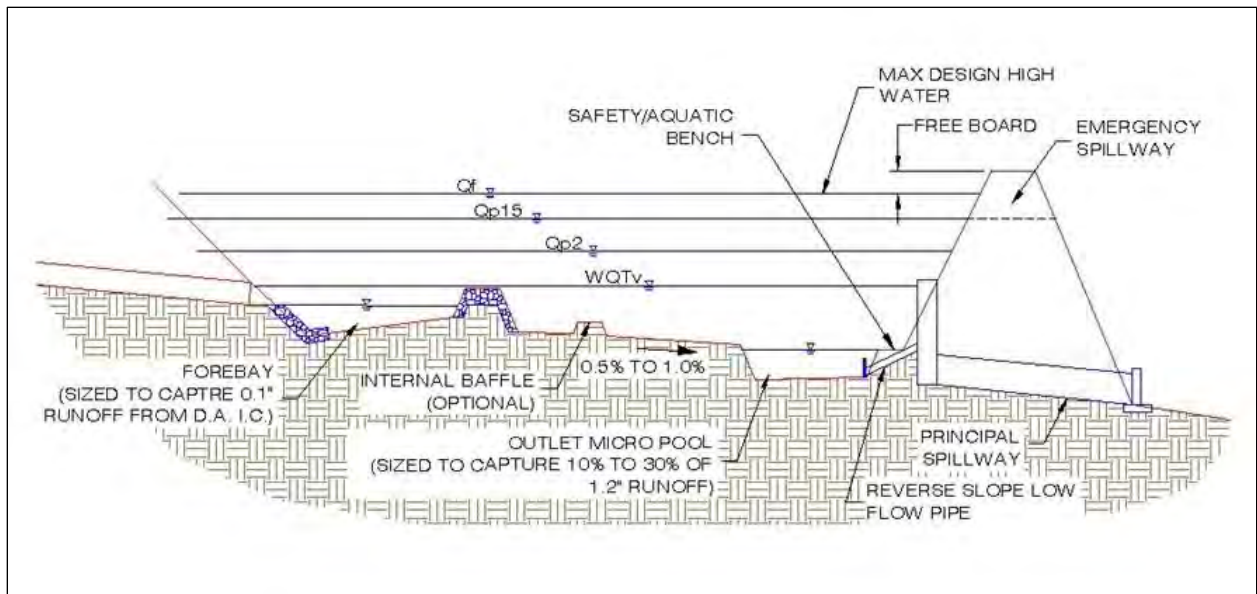 MAX DESIGN HIGH
WATER
SAFETY/AQUATIC
BENCH
FREE BOARD
EMERGENCY
SPILLWAY
Qf
Qp15
Qp2
WQTv
FOREBAY
(SIZED TO CAPTRE 0.1"
RUNOFF FROM D.A. I.C.)
INTERNAL BAFFLE
(OPTIONAL)
0.5% TO 1.0%
OUTLET MICRO POOL
(SIZED TO CAPTURE 10% TO 30% OF
1.2" RUNOFF)
PRINCIPAL
SPILLWAY
REVERSE SLOPE LOW
FLOW PIPE